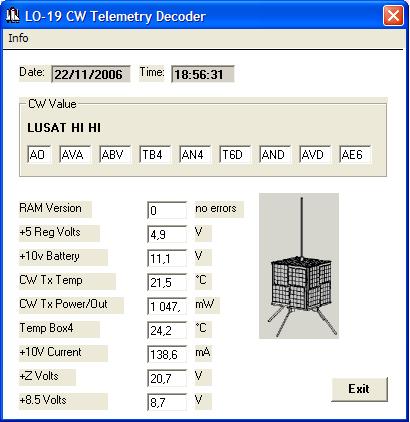 LO-19 CW Telemetry Decoder
Info
Date: 22/11/2006 Time: 18:56:31
CW Value
LUSAT HI HI
AO AVA ABV TB4 AN4 T6D AND AVD AE6
RAM Version 0 no errors
+5 Reg Volts 4,9 V
+10v Battery 11,1 V
CW Tx Temp 21,5 °C
CW Tx Power/Out 1 047, mW
Temp Box4 24,2 °C
+10V Current 138,6 mA
+Z Volts 20,7 V
+8.5 Volts 8,7 V
Exit